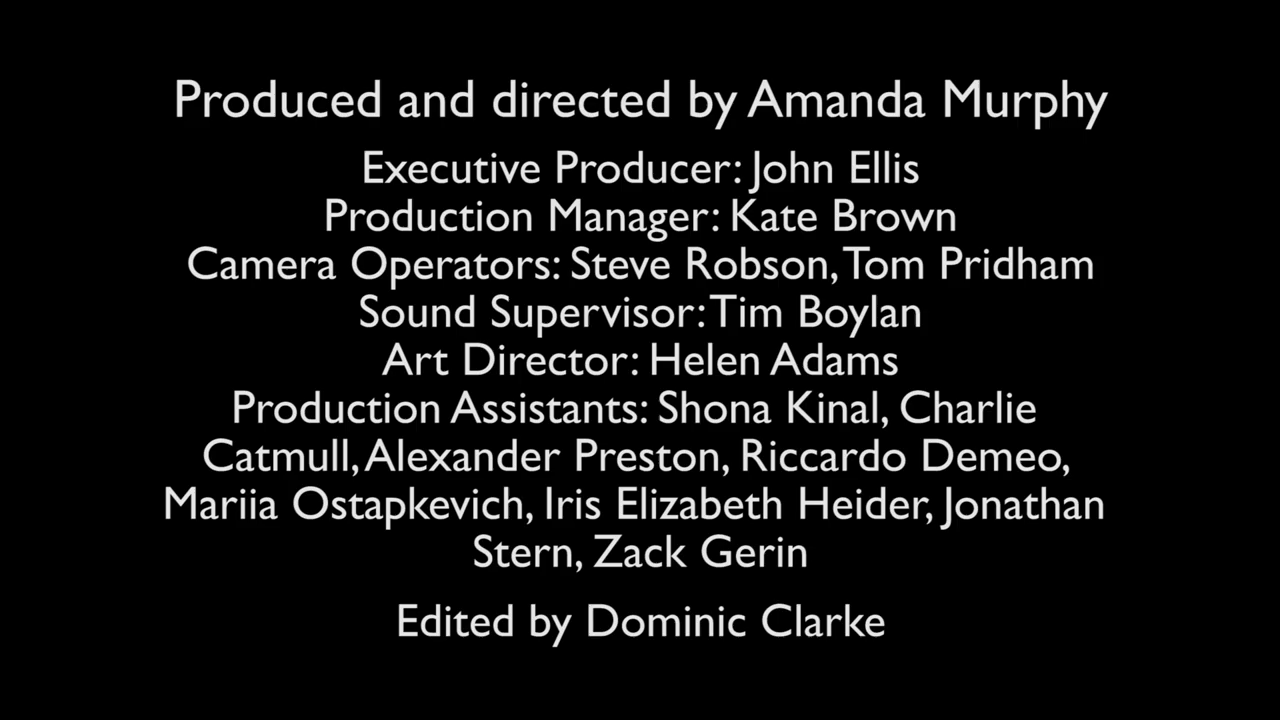 Produced and directed by Amanda Murphy
Executive Producer: John Ellis
Production Manager: Kate Brown
Camera Operators: Steve Robson, Tom Pridham
Sound Supervisor: Tim Boylan
Art Director: Helen Adams
Production Assistants: Shona Kinal, Charlie
Catmull, Alexander Preston, Riccardo Demeo,
Mariia Ostapkevich, Iris Elizabeth Heider, Jonathan
Stern, Zack Gerin
Edited by Dominic Clarke